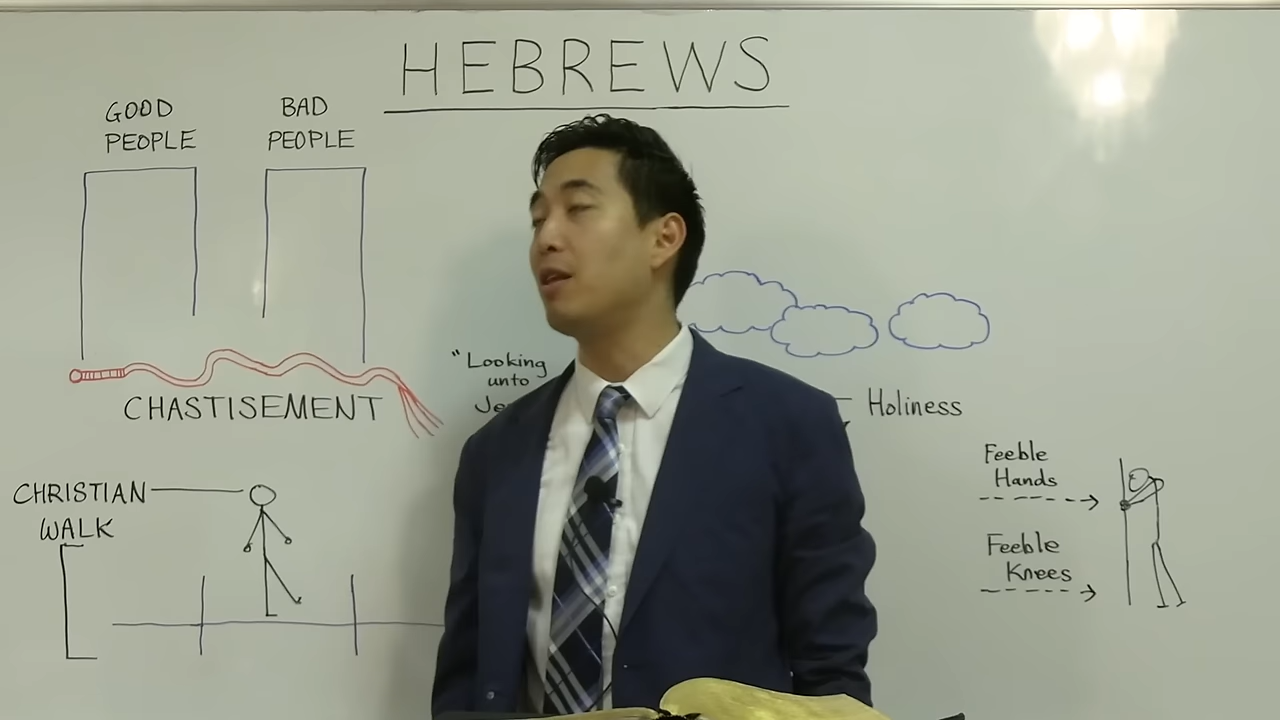 HEBREWS
GOOD
PEOPLE
BAD
PEOPLE
CHASTISEMENT
"Looking
unto
Holiness
CHRISTIAN
WALK
Feeble
Hands
Feeble
Knees